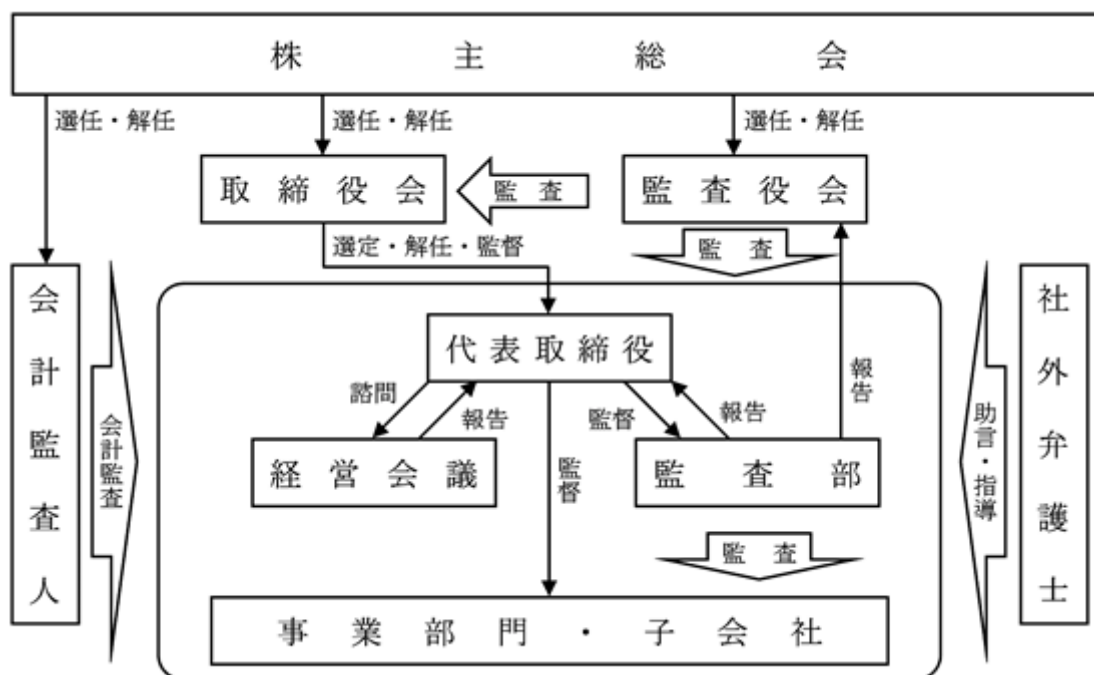 株主総会
選任・解任
選任・解任
選任・解任
取締役会
監査
監査役会
選定・解任・監督
監査
会計監査人
会計監査
代表取締役
諮問
報告
監督
報告
報告
経営会議
監督
監査部
監査
事業部門・子会社
助言・指導
社外弁護士